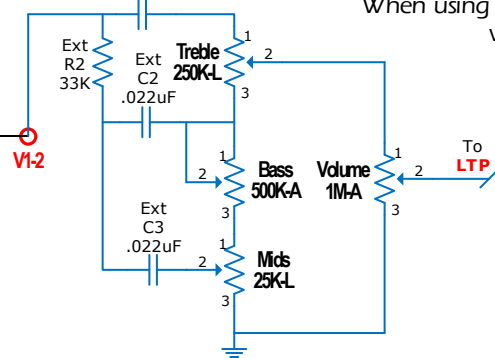 When using
v
Ext
R2
33K
Ext
C2
.022uF
Treble
250K-L
1
2
3
V1-2
2
Bass
500K-A
3
Volume
1M-A
1
2
3
To
LTP
Ext
C3
.022uF
1
2
Mids
25K-L
3